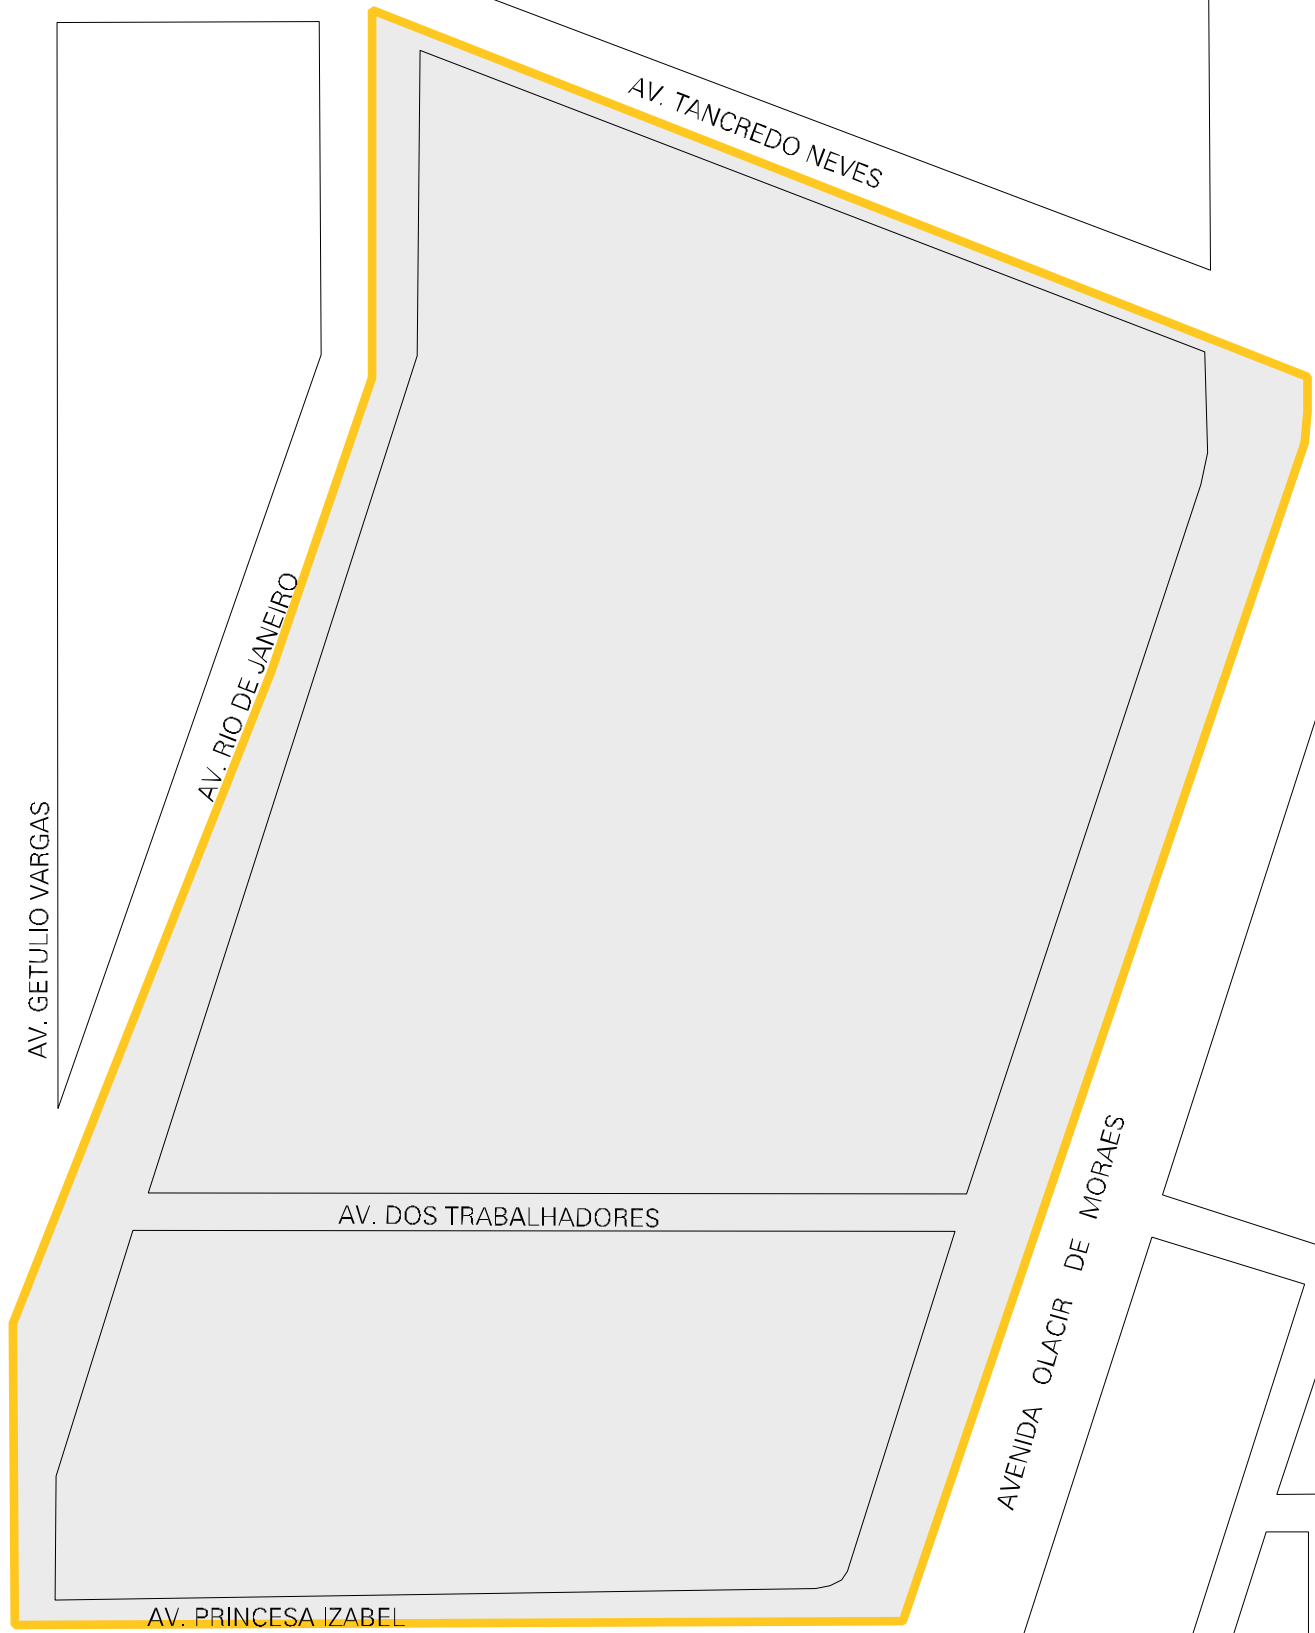 AV. TANCREDO NEVES
AV. RIO DE JANEIRO
AV. GETULIO VARGAS
AVENIDA OLACIR DE MORAES
AV. DOS TRABALHADORES
AV. PRINCESA IZABEL